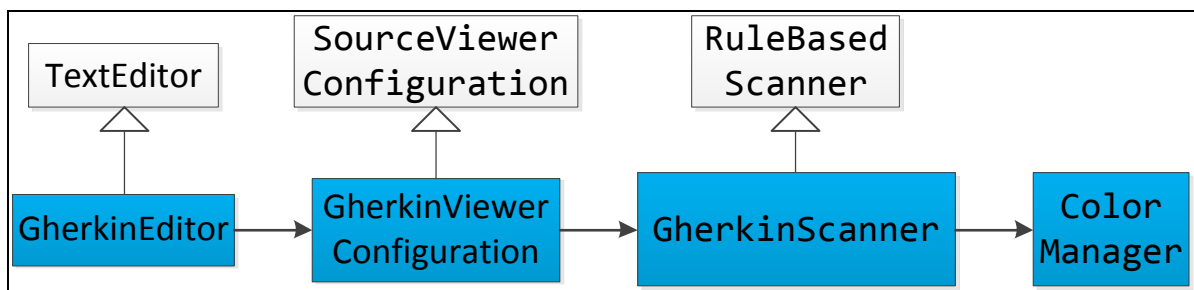 TextEditor
SourceViewer
Configuration
RuleBased
Scanner
GherkinEditor
GherkinViewer
Configuration
GherkinScanner
Color
Manager